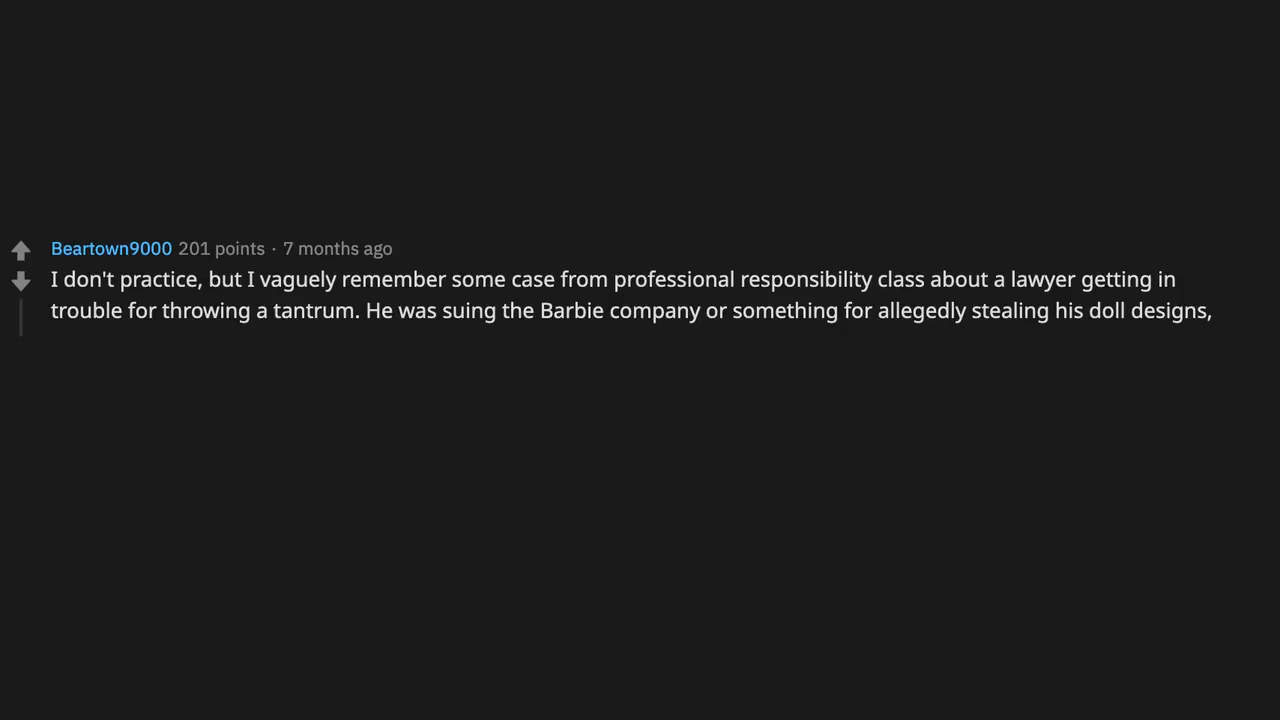 Beartown9000 201 points · 7 months ago
I don't practice, but I vaguely remember some case from professional responsibility class about a lawyer getting in
trouble for throwing a tantrum. He was suing the Barbie company or something for allegedly stealing his doll designs,